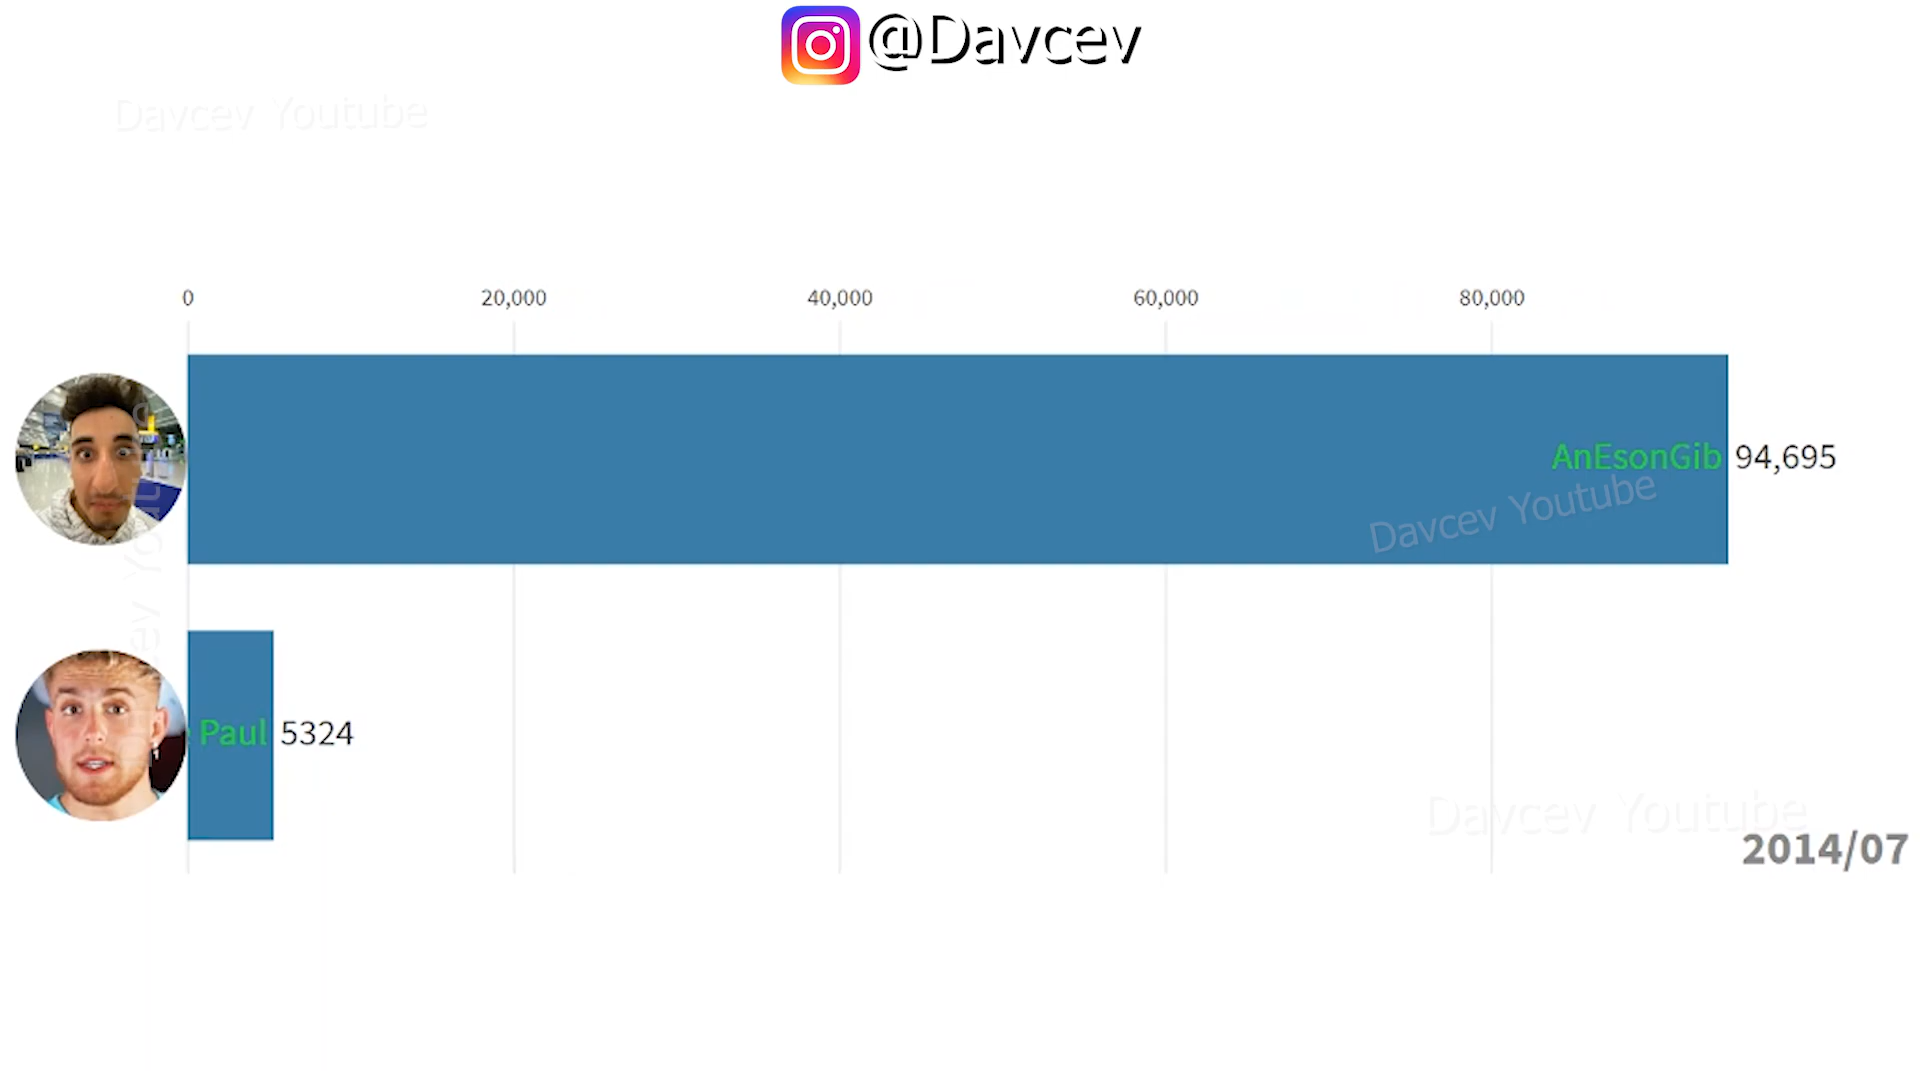 @Davcev
Davcev Youtube
0 20,000 40,000 60,000 80,000
AnEsonGib 94,695
Davcev Youtube
Paul 5324
Davcev Youtube
2014/07